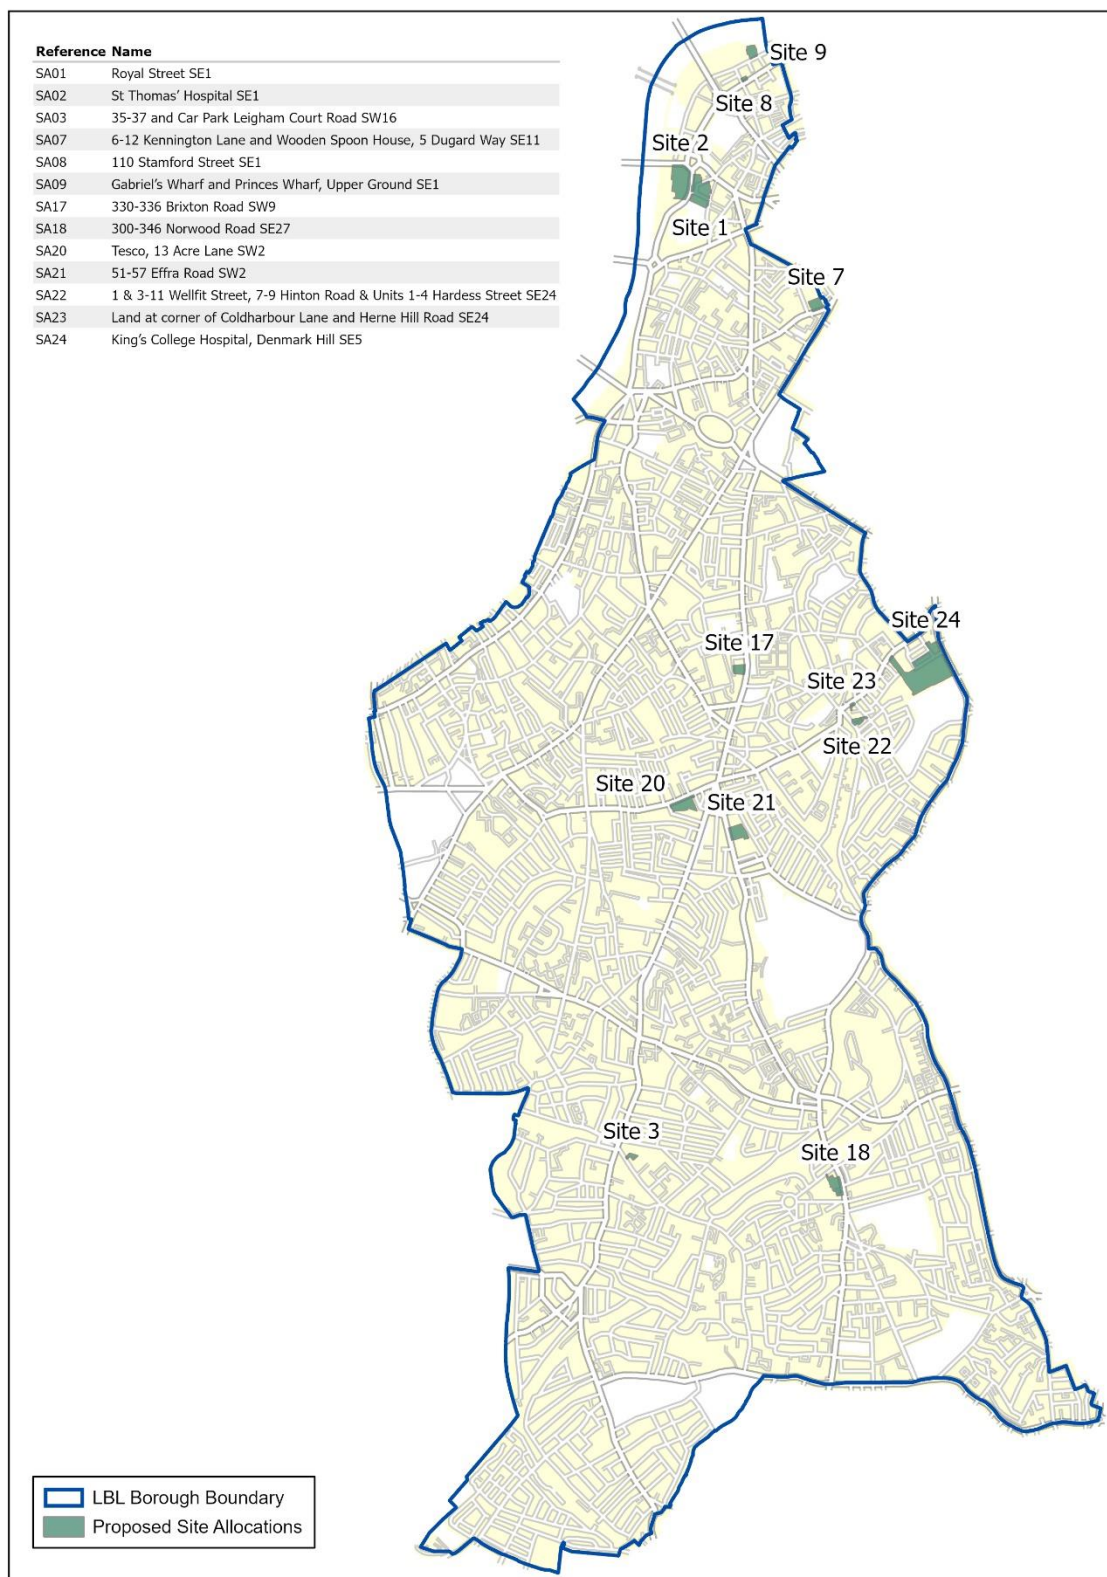 Reference Name
SA01 Royal Street SE1
SA02 St Thomas’ Hospital SE1
SA03 35-37 and Car Park Leigham Court Road SW16
SA07 6-12 Kennington Lane and Wooden Spoon House, 5 Dugard Way SE11
SA08 110 Stamford Street SE1
SA09 Gabriel’s Wharf and Princes Wharf, Upper Ground SE1
SA17 330-336 Brixton Road SW9
SA18 300-346 Norwood Road SE27
SA20 Tesco, 13 Acre Lane SW2
SA21 51-57 Effra Road SW2
SA22 1 & 3-11 Wellfit Street, 7-9 Hinton Road & Units 1-4 Hardess Street SE24
SA23 Land at corner of Coldharbour Lane and Herne Hill Road SE24
SA24 King’s College Hospital, Denmark Hill SE5
Site 9
Site 8
Site 2
Site 1
Site 7
Site 24
Site 17
Site 23
Site 22
Site 20
Site 21
Site 3
Site 18
LBL Borough Boundary
Proposed Site Allocations